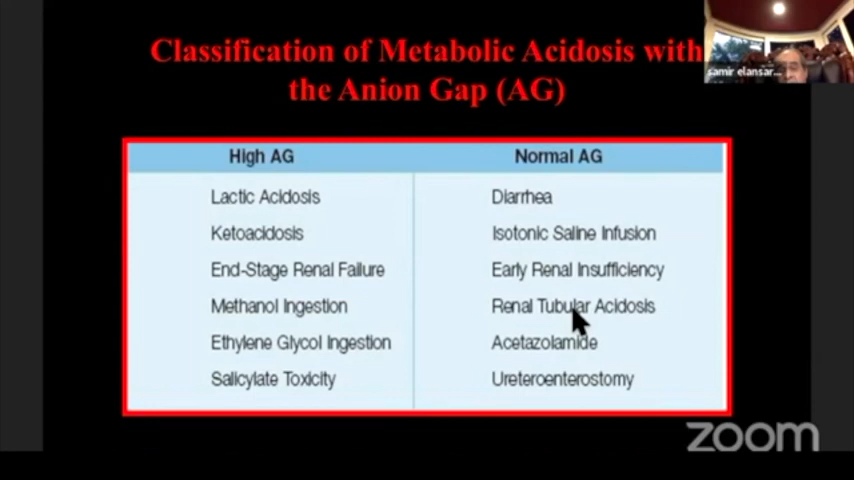 Classification of Metabolic Acidosis with
the Anion Gap (AG)
samir elansar...
High AG
Normal AG
Lactic Acidosis
Diarrhea
Ketoacidosis
Isotonic Saline Infusion
End-Stage Renal Failure
Early Renal Insufficiency
Methanol Ingestion
Renal Tubular Acidosis
Ethylene Glycol Ingestion
Acetazolamide
Salicylate Toxicity
Ureteroenterostomy
zoom